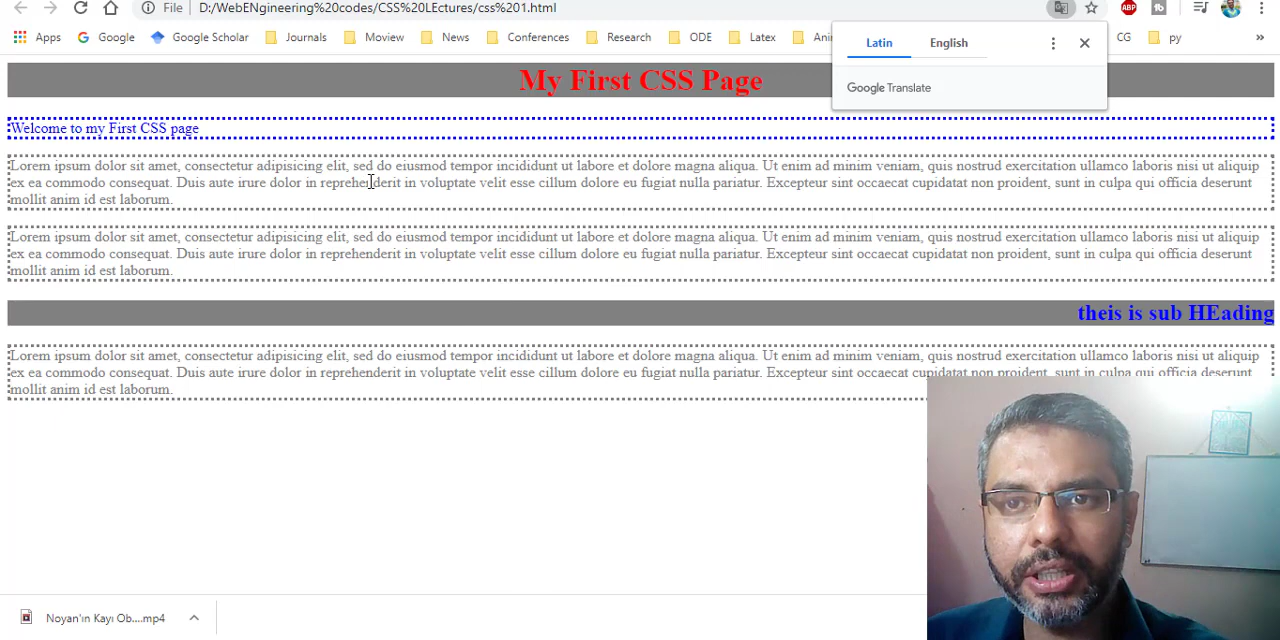 File D:/WebENgineering%20codes/CSS%20LEctures/css%201.html
ABP
Apps Google Google Scholar Journals Moview News Conferences Research ODE Latex Ani CG py »
Latin English
Google Translate
My First CSS Page
Welcome to my First CSS page
Lorem ipsum dolor sit amet, consectetur adipisicing elit, sed do eiusmod tempor incididunt ut labore et dolore magna aliqua. Ut enim ad minim veniam, quis nostrud exercitation ullamco laboris nisi ut aliquip
ex ea commodo consequat. Duis aute irure dolor in reprehenderit in voluptate velit esse cillum dolore eu fugiat nulla pariatur. Excepteur sint occaecat cupidatat non proident, sunt in culpa qui officia deserunt
mollit anim id est laborum.
Lorem ipsum dolor sit amet, consectetur adipisicing elit, sed do eiusmod tempor incididunt ut labore et dolore magna aliqua. Ut enim ad minim veniam, quis nostrud exercitation ullamco laboris nisi ut aliquip
ex ea commodo consequat. Duis aute irure dolor in reprehenderit in voluptate velit esse cillum dolore eu fugiat nulla pariatur. Excepteur sint occaecat cupidatat non proident, sunt in culpa qui officia deserunt
mollit anim id est laborum.
theis is sub HEading
Lorem ipsum dolor sit amet, consectetur adipisicing elit, sed do eiusmod tempor incididunt ut labore et dolore magna aliqua. Ut enim ad minim veniam, quis nostrud exercitation ullamco laboris nisi ut aliquip
ex ea commodo consequat. Duis aute irure dolor in reprehenderit in voluptate velit esse cillum dolore eu fugiat nulla pariatur. Excepteur sint occaecat cupidatat non proident, sunt in culpa qui officia deserunt
mollit anim id est laborum.
Noyan'ın Kayı Ob....mp4